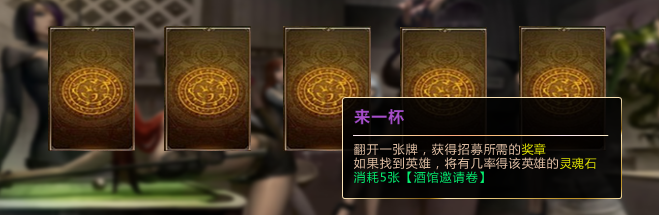 来一杯
翻开一张牌，获得招募所需的奖章
如果找到英雄，将有几率得该英雄的灵魂石
消耗5张【酒馆邀请卷】